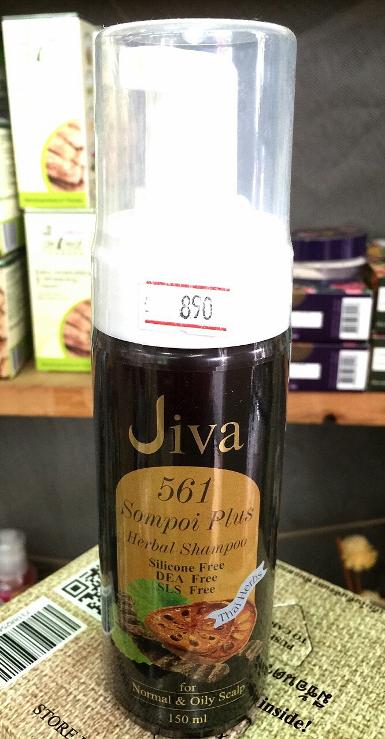 890
Jiva
561
Sompoi Plus
Herbal Shampoo
Silicone Free
DEA Free
SLS Free
Thai Herbs
for
Normal & Oily Scalp
150 ml
STORE
inside!